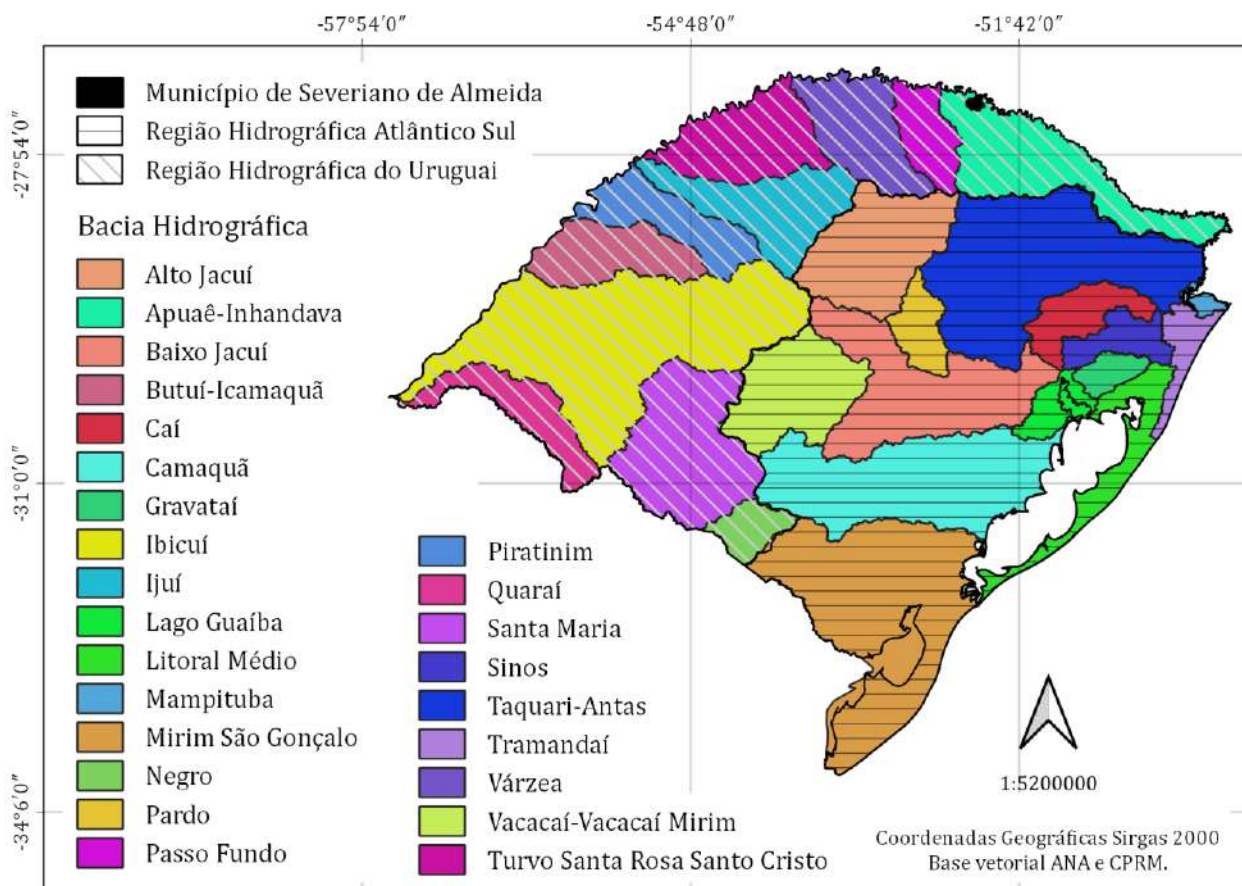 -57°54′0″
-54°48′0″
-51°42′0″
-27°54′0″
-31°0′0″
-34°6′0″
Município de Severiano de Almeida
Região Hidrográfica Atlântico Sul
Região Hidrográfica do Uruguai
Bacia Hidrográfica
Alto Jacuí
Apuaê-Inhandava
Baixo Jacuí
Butuí-Icamaquã
Caí
Camaquã
Gravataí
Ibicuí
Ijuí
Lago Guaíba
Litoral Médio
Mampituba
Mirim São Gonçalo
Negro
Pardo
Passo Fundo
Piratinim
Quaraí
Santa Maria
Sinos
Taquari-Antas
Tramandaí
Várzea
Vacacaí-Vacacaí Mirim
Turvo Santa Rosa Santo Cristo
1:5200000
Coordenadas Geográficas Sirgas 2000
Base vetorial ANA e CPRM.